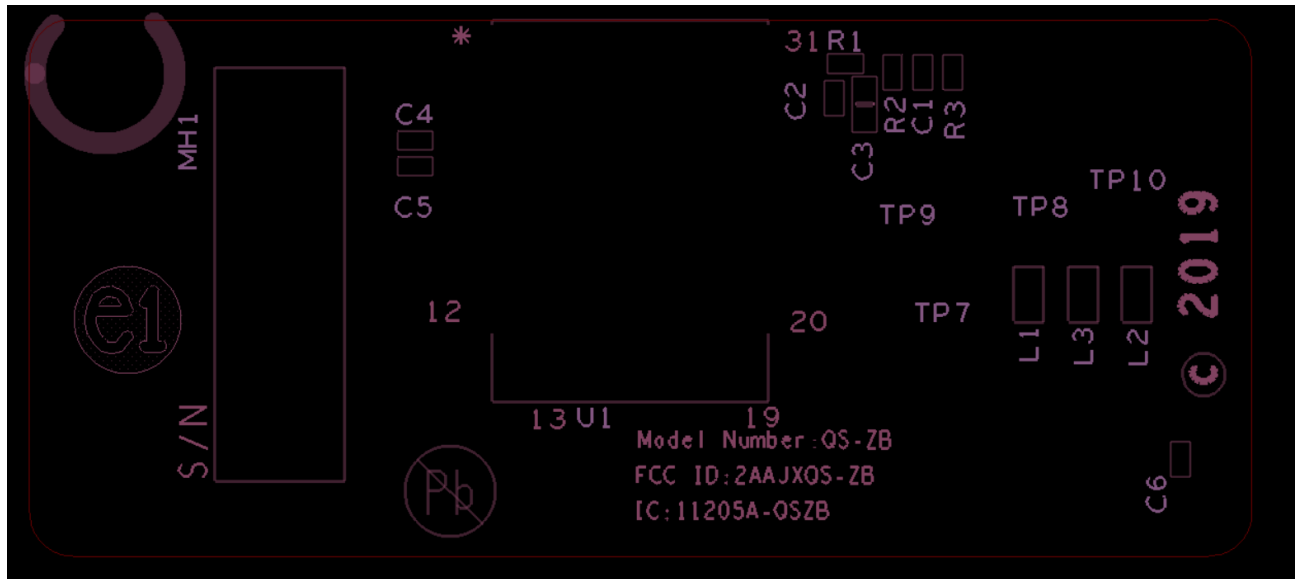 *
31
R1
MH1
C4
C5
C2
C3
R2
C1
R3
TP10
TP9
TP8
2019
e1
12
20
TP7
L1
L3
L2
©
S/N
13
U1
19
Model Number:QS-ZB
FCC ID:2AAJXQS-ZB
IC:11205A-QSZB
Pb
C6